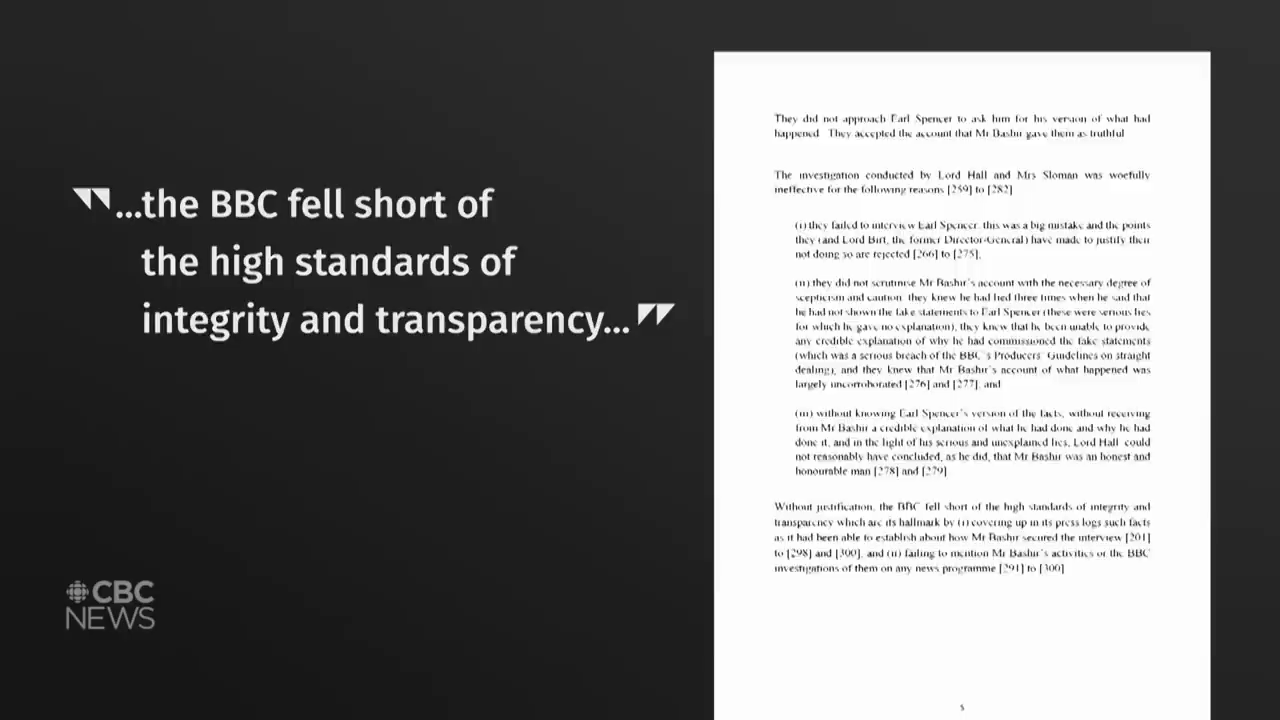 ...the BBC fell short of
the high standards of
integrity and transparency...
CBC
NEWS
They did not approach Earl Spencer to ask him for his version of what had
happened They accepted the account that Mr Bashir gave them as truthful
The investigation conducted by Lord Hall and Mrs Sloman was woefully
ineffective for the following reasons [259] to [282]
(i) they failed to interview Earl Spencer, this was a big mistake and the points
they (and Lord Birt, the former Director-General) have made to justify their
not doing so are rejected [266] to [275],
(ii) they did not scrutinise Mr Bashir's account with the necessary degree of
scepticism and caution, they knew he had lied three times when he said that
he had not shown the fake statements to Earl Spencer (these were serious lies
for which he gave no explanation), they knew that he been unable to provide
any credible explanation of why he had commissioned the fake statements
(which was a serious breach of the BBC's Producers' Guidelines on straight
dealing), and they knew that Mr Bashir's account of what happened was
largely uncorroborated [276] and [277], and
(iii) without knowing Earl Spencer's version of the facts, without receiving
from Mr Bashir a credible explanation of what he had done and why he had
done it, and in the light of his serious and unexplained lies, Lord Hall could
not reasonably have concluded, as he did, that Mr Bashir was an honest and
honourable man [278] and [279]
Without justification, the BBC fell short of the high standards of integrity and
transparency which are its hallmark by (i) covering up in its press logs such facts
as it had been able to establish about how Mr Bashir secured the interview [201]
to [298] and [300], and (ii) failing to mention Mr Bashir's activities or the BBC
investigations of them on any news programme [291] to [300]
5